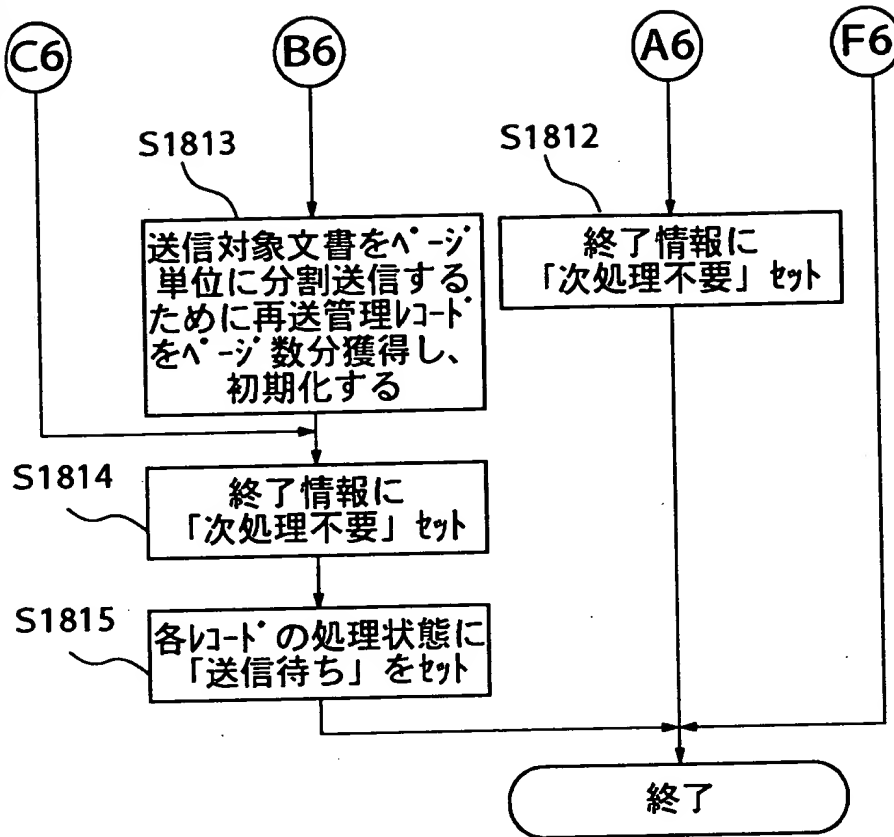 C6
B6
A6
F6
S1813
送信対象文書をﾍﾟｰｼﾞ
単位に分割送信する
ために再送管理ﾚｺｰﾄﾞ
をﾍﾟｰｼﾞ数分獲得し、
初期化する
S1812
終了情報に
「次処理不要」ｾｯﾄ
S1814
終了情報に
「次処理不要」ｾｯﾄ
S1815
各ﾚｺｰﾄﾞの処理状態に
「送信待ち」をｾｯﾄ
終了